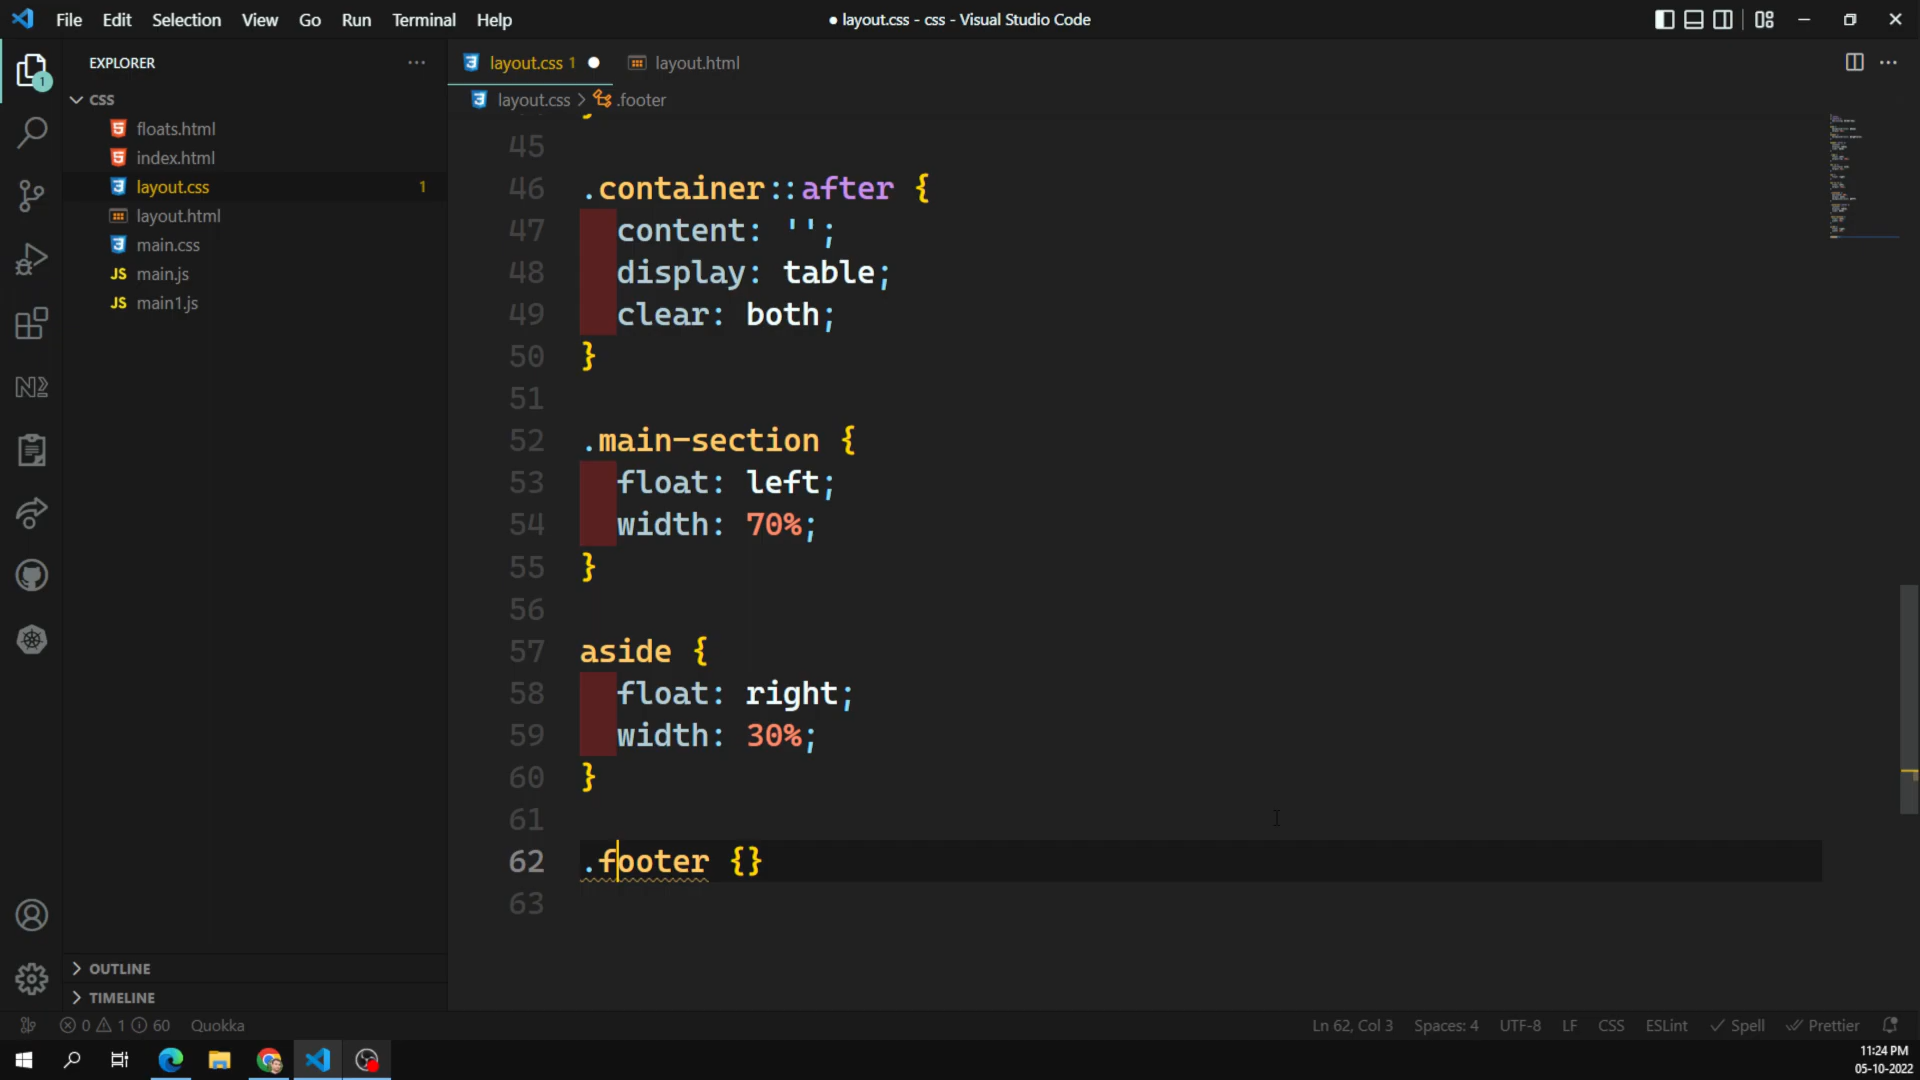 File Edit Selection View Go Run Terminal Help
● layout.css - css - Visual Studio Code
EXPLORER
layout.css 1
layout.html
CSS
layout.css > .footer
floats.html
index.html
layout.css 1
layout.html
main.css
JS main.js
JS main1.js
45
46 .container::after {
47 content: '';
48 display: table;
49 clear: both;
50 }
51
52 .main-section {
53 float: left;
54 width: 70%;
55 }
56
57 aside {
58 float: right;
59 width: 30%;
60 }
61
62 .footer {}
63
OUTLINE
TIMELINE
0 1 60 Quokka
Ln 62, Col 3 Spaces: 4 UTF-8 LF CSS ESLint Spell Prettier
11:24 PM
05-10-2022